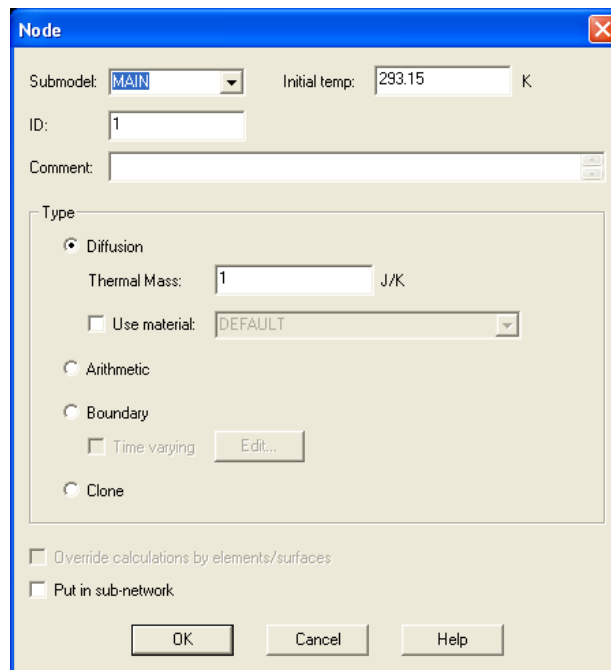 Node
Submodel: MAIN Initial temp: 293.15 K
ID: 1
Comment:
Type
Diffusion
Thermal Mass: 1 J/K
Use material: DEFAULT
Arithmetic
Boundary
Time varying Edit...
Clone
Override calculations by elements/surfaces
Put in sub-network
OK Cancel Help